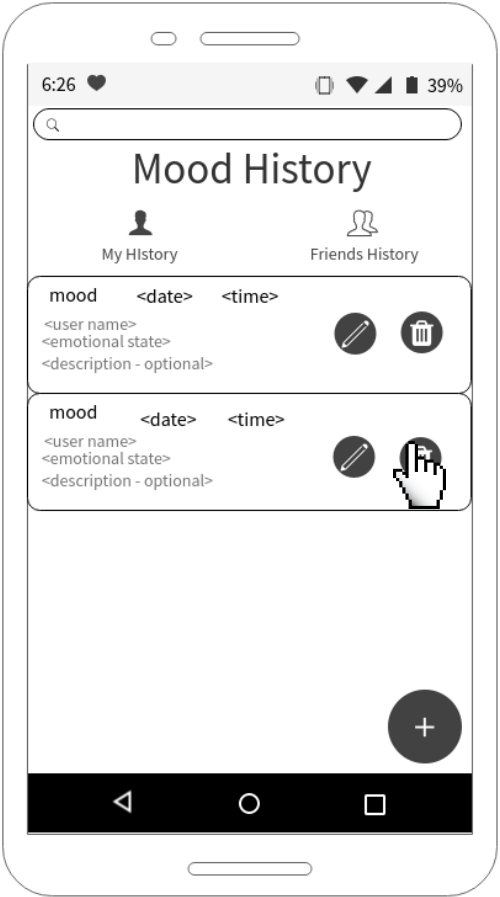 6:26 39%
Mood History
My HIstory Friends History
mood <date> <time>
<user name>
<emotional state>
<description - optional>
mood <date> <time>
<user name>
<emotional state>
<description - optional>
+